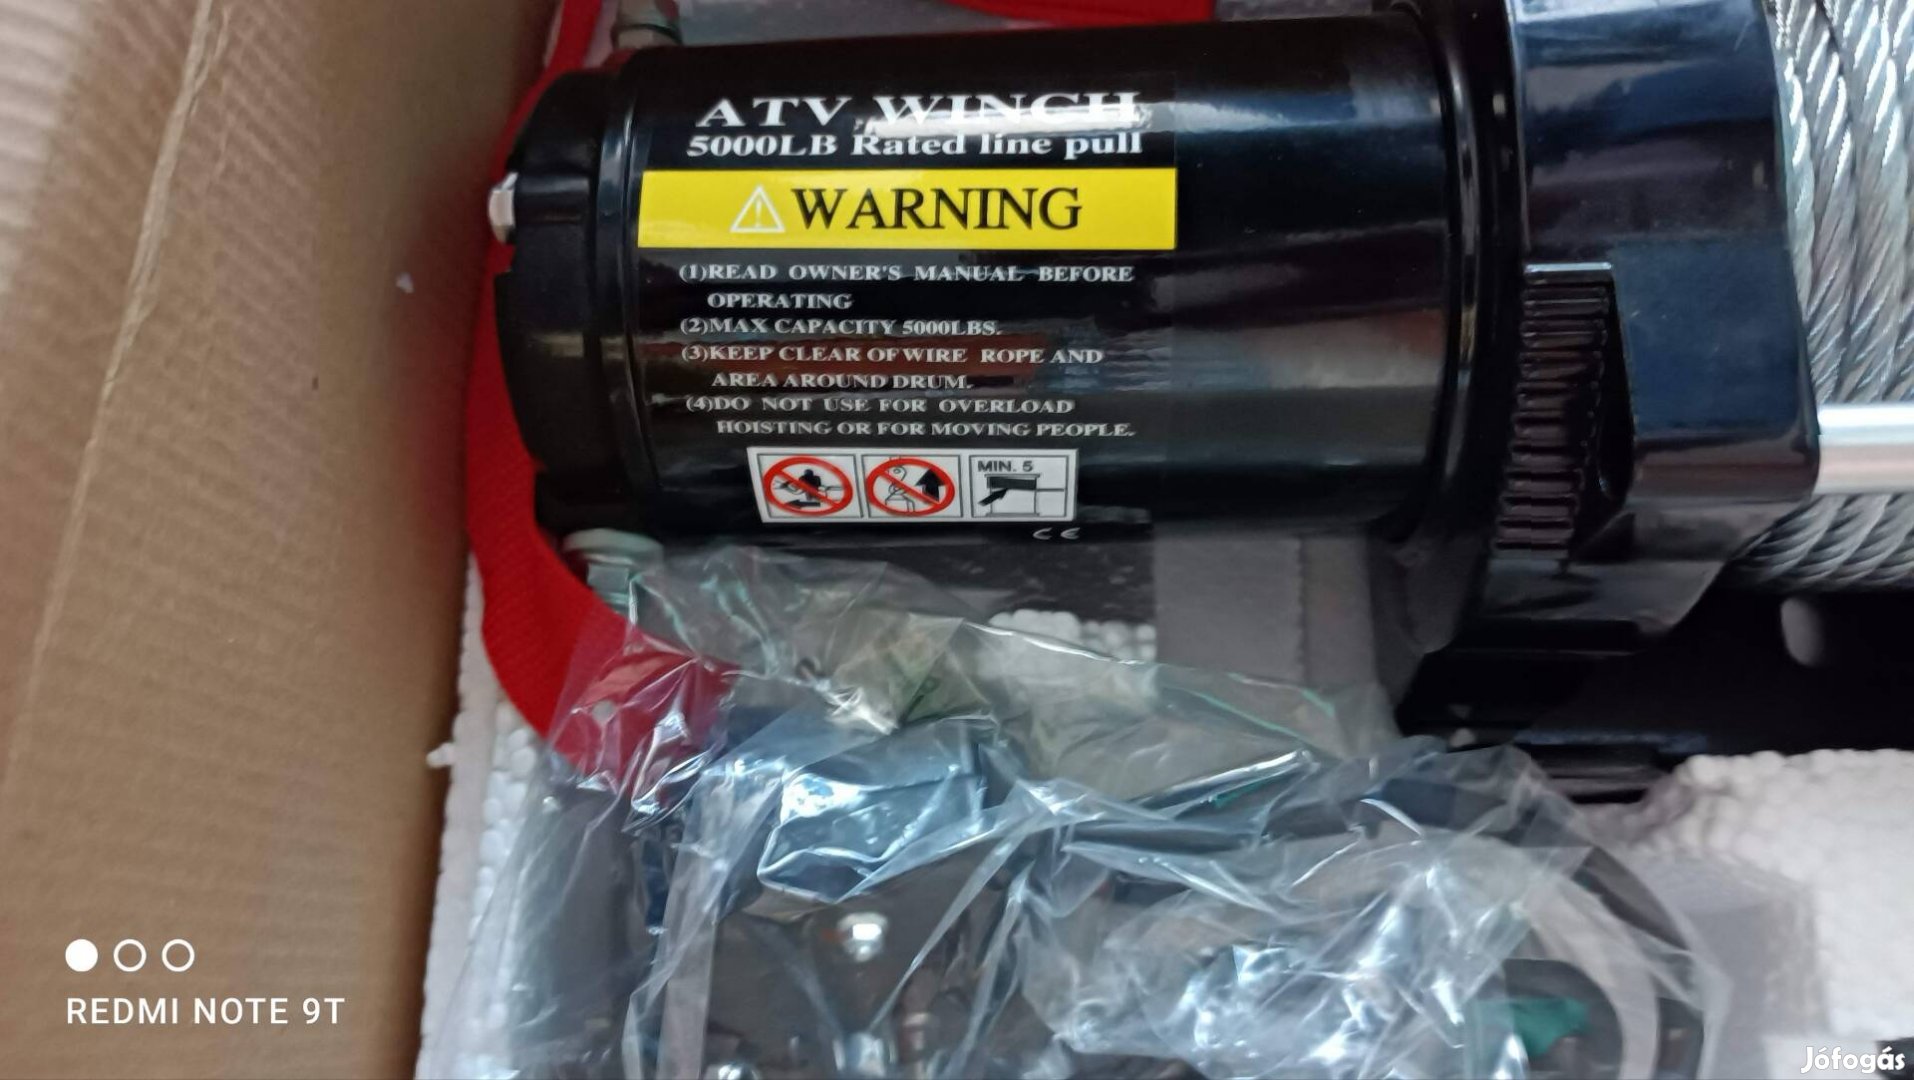 ATV WINCH
5000LB Rated line pull
WARNING
(1)READ OWNER'S MANUAL BEFORE
OPERATING
(2)MAX CAPACITY 5000LBS.
(3)KEEP CLEAR OF WIRE ROPE AND
AREA AROUND DRUM.
(4)DO NOT USE FOR OVERLOAD
HOISTING OR FOR MOVING PEOPLE.
MIN. 5
CE
REDMI NOTE 9T
Jófogás